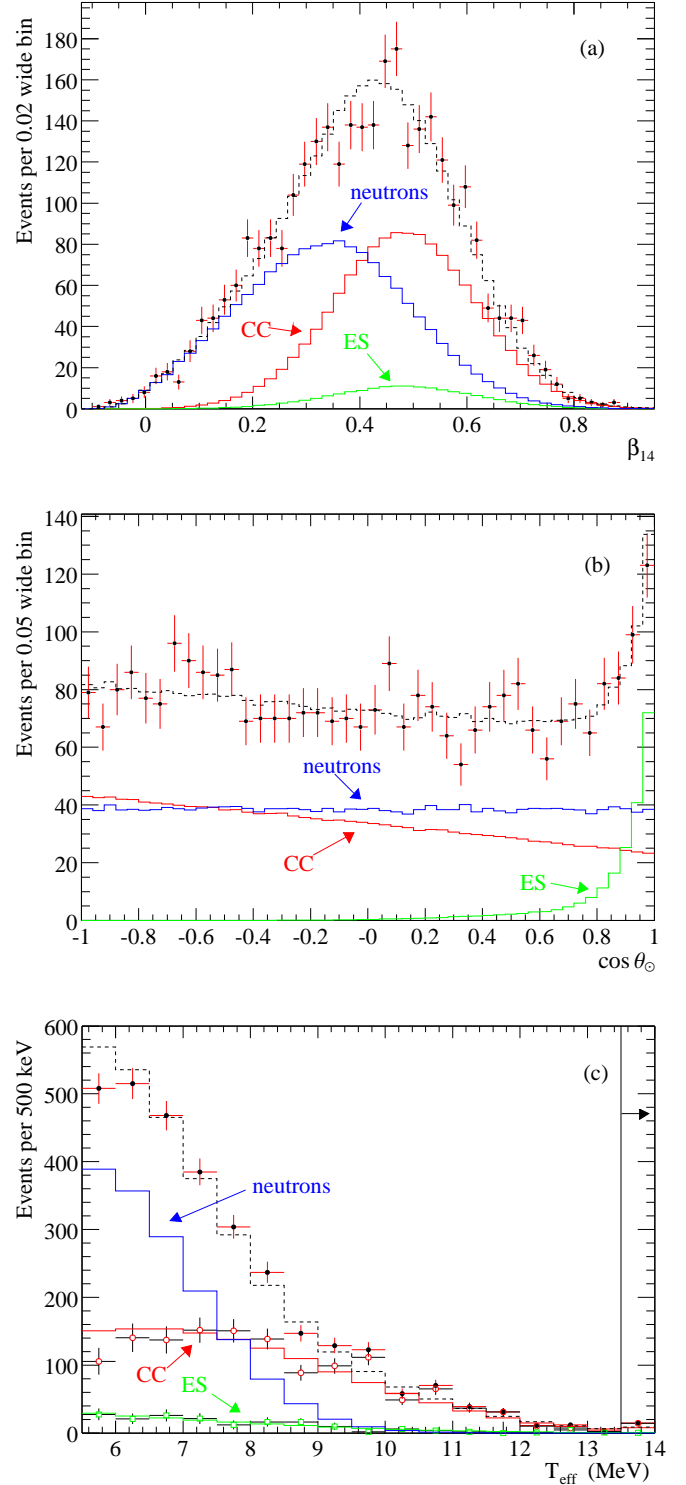 Events per 0.02 wide bin
180
160
140
120
100
80
60
40
20
0
(a)
neutrons
CC
ES
0 0.2 0.4 0.6 0.8
β14
Events per 0.05 wide bin
140
120
100
80
60
40
20
0
(b)
neutrons
CC
ES
-1 -0.8 -0.6 -0.4 -0.2 -0 0.2 0.4 0.6 0.8 1
cos θ⊙
Events per 500 keV
600
500
400
300
200
100
0
(c)
neutrons
CC
ES
6 7 8 9 10 11 12 13 14
Teff (MeV)